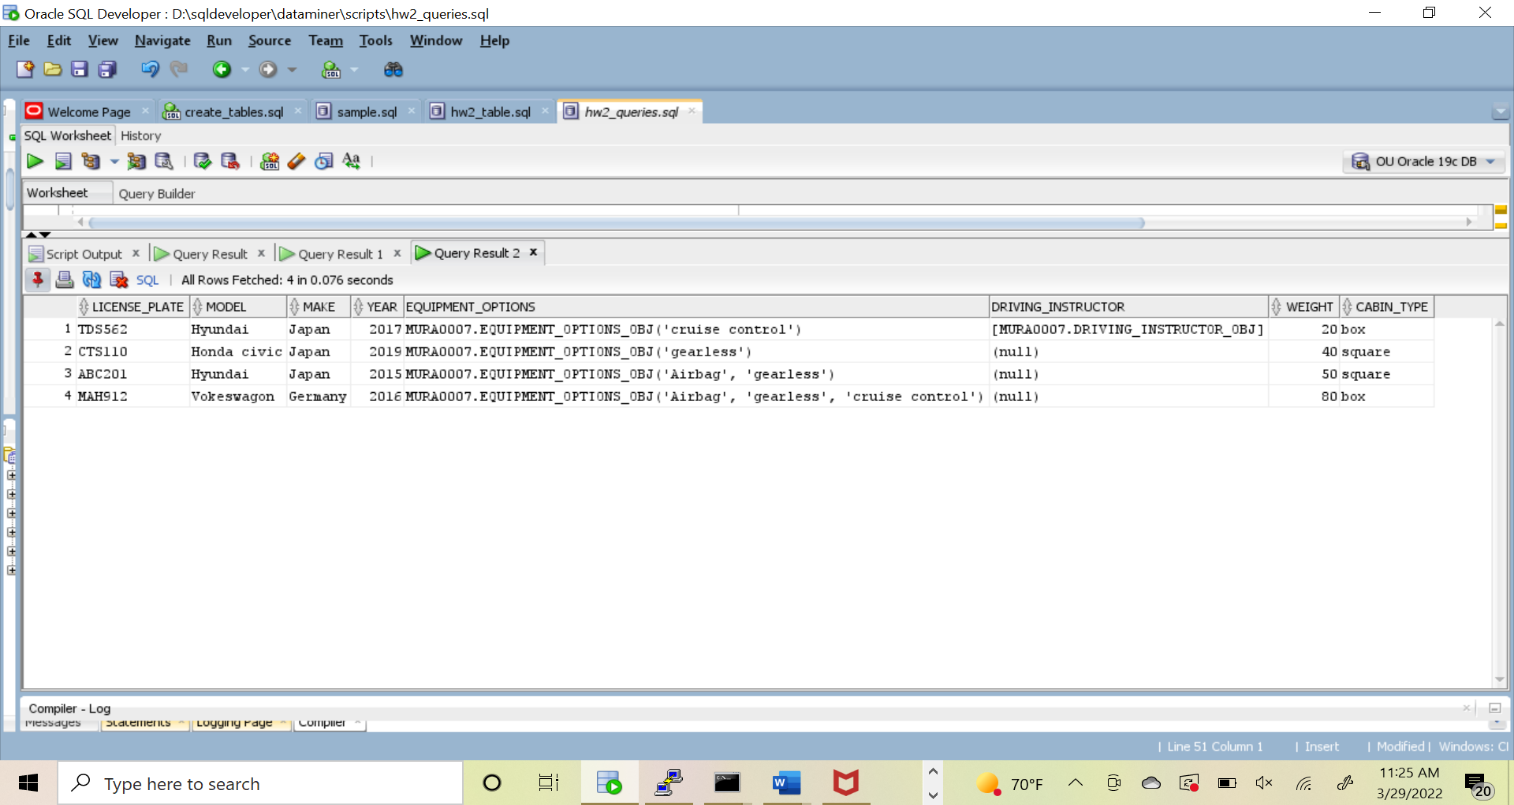 Oracle SQL Developer : D:\sqldeveloper\dataminer\scripts\hw2_queries.sql
File Edit View Navigate Run Source Team Tools Window Help
Welcome Page create_tables.sql sample.sql hw2_table.sql hw2_queries.sql
SQL Worksheet History
OU Oracle 19c DB
Worksheet Query Builder
Script Output Query Result Query Result 1 Query Result 2
SQL All Rows Fetched: 4 in 0.076 seconds
LICENSE_PLATE MODEL MAKE YEAR EQUIPMENT_OPTIONS DRIVING_INSTRUCTOR WEIGHT CABIN_TYPE
1 TDS562 Hyundai Japan 2017 MURA0007.EQUIPMENT_OPTIONS_OBJ('cruise control') [MURA0007.DRIVING_INSTRUCTOR_OBJ] 20 box
2 CTS110 Honda civic Japan 2019 MURA0007.EQUIPMENT_OPTIONS_OBJ('gearless') (null) 40 square
3 ABC201 Hyundai Japan 2015 MURA0007.EQUIPMENT_OPTIONS_OBJ('Airbag', 'gearless') (null) 50 square
4 MAH912 Vokeswagon Germany 2016 MURA0007.EQUIPMENT_OPTIONS_OBJ('Airbag', 'gearless', 'cruise control') (null) 80 box
Compiler - Log
Messages Statements Logging Page Compiler
| Line 51 Column 1 | Insert | Modified | Windows: Cl
Type here to search
70°F
11:25 AM
3/29/2022
20